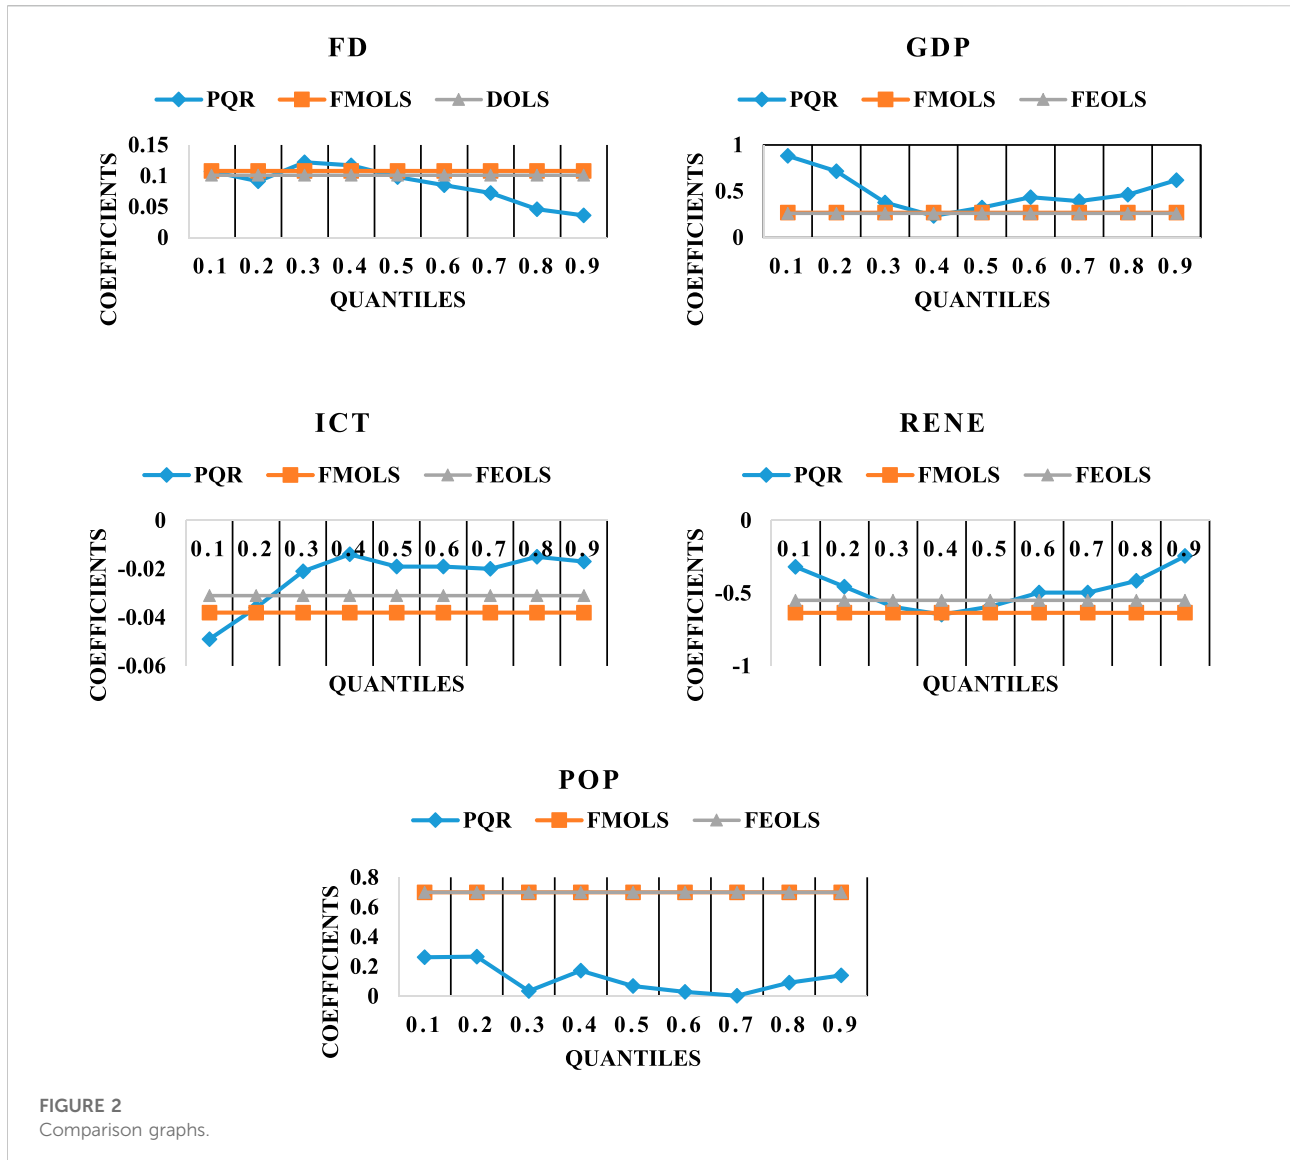 FD
PQR FMOLS DOLS
COEFFICIENTS
0.15
0.1
0.05
0
0.1 0.2 0.3 0.4 0.5 0.6 0.7 0.8 0.9
QUANTILES
GDP
PQR FMOLS FEOLS
COEFFICIENTS
1
0.5
0
0.1 0.2 0.3 0.4 0.5 0.6 0.7 0.8 0.9
QUANTILES
ICT
PQR FMOLS FEOLS
COEFFICIENTS
0
-0.02
-0.04
-0.06
0.1 0.2 0.3 0.4 0.5 0.6 0.7 0.8 0.9
QUANTILES
RENE
PQR FMOLS FEOLS
COEFFICIENTS
0
-0.5
-1
0.1 0.2 0.3 0.4 0.5 0.6 0.7 0.8 0.9
QUANTILES
POP
PQR FMOLS FEOLS
COEFFICIENTS
0.8
0.6
0.4
0.2
0
0.1 0.2 0.3 0.4 0.5 0.6 0.7 0.8 0.9
QUANTILES
FIGURE 2
Comparison graphs.